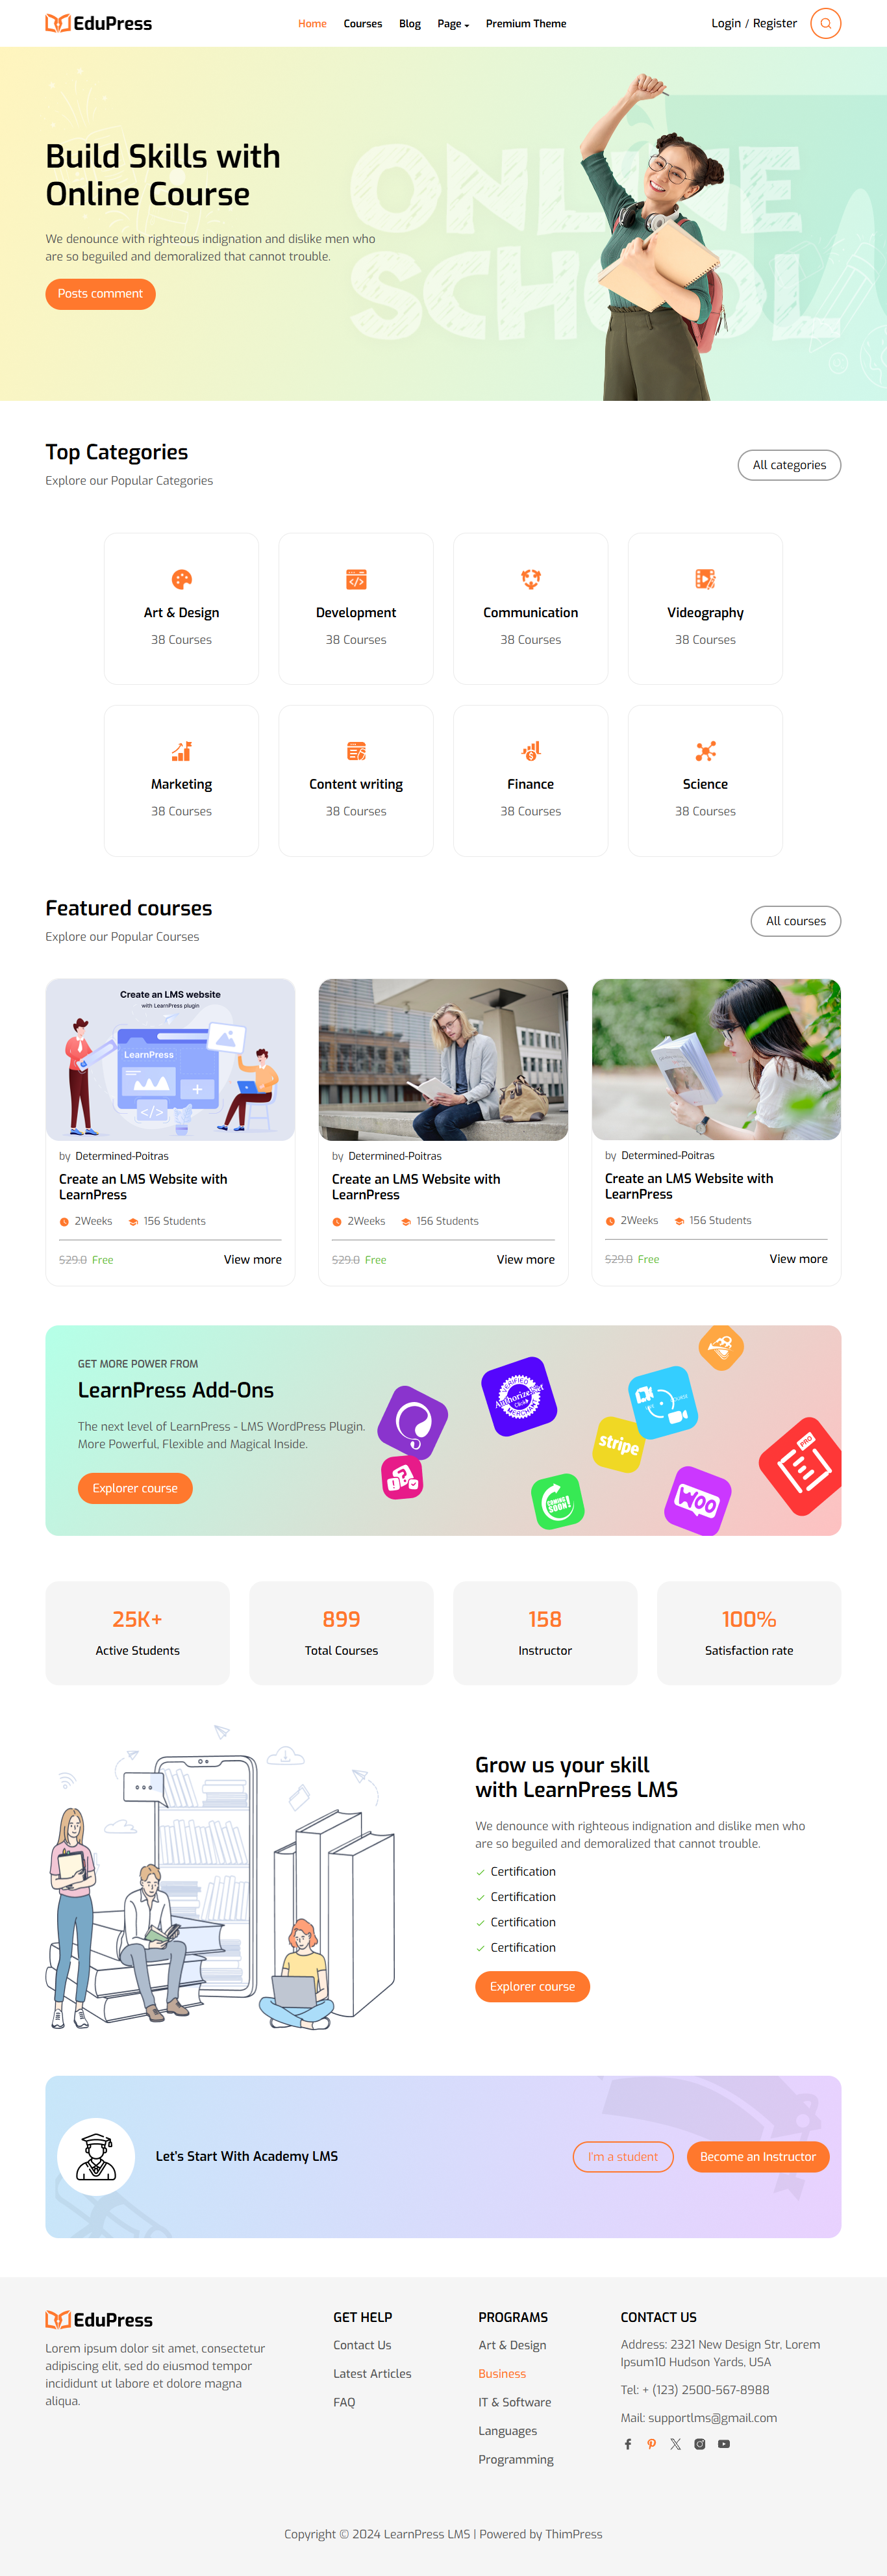 EduPress
Home Courses Blog Page Premium Theme
Login / Register
ONLINE
SCHOOL
Build Skills with
Online Course
We denounce with righteous indignation and dislike men who
are so beguiled and demoralized that cannot trouble.
Posts comment
Top Categories
Explore our Popular Categories
All categories
Art & Design
38 Courses
Development
38 Courses
Communication
38 Courses
Videography
38 Courses
Marketing
38 Courses
Content writing
38 Courses
Finance
38 Courses
Science
38 Courses
Featured courses
Explore our Popular Courses
All courses
Create an LMS website
with LearnPress plugin
LearnPress
</>
by Determined-Poitras
Create an LMS Website with
LearnPress
2Weeks 156 Students
$29.0 Free View more
by Determined-Poitras
Create an LMS Website with
LearnPress
2Weeks 156 Students
$29.0 Free View more
by Determined-Poitras
Create an LMS Website with
LearnPress
2Weeks 156 Students
$29.0 Free View more
GET MORE POWER FROM
LearnPress Add-Ons
The next level of LearnPress - LMS WordPress Plugin.
More Powerful, Flexible and Magical Inside.
Explorer course
VERIFIED
MERCHANT
stripe
COMING
SOON!
WOO
PRO
25K+
Active Students
899
Total Courses
158
Instructor
100%
Satisfaction rate
Grow us your skill
with LearnPress LMS
We denounce with righteous indignation and dislike men who
are so beguiled and demoralized that cannot trouble.
Certification
Certification
Certification
Certification
Explorer course
Let's Start With Academy LMS
I'm a student
Become an Instructor
EduPress
Lorem ipsum dolor sit amet, consectetur
adipiscing elit, sed do eiusmod tempor
incididunt ut labore et dolore magna
aliqua.
GET HELP
Contact Us
Latest Articles
FAQ
PROGRAMS
Art & Design
Business
IT & Software
Languages
Programming
CONTACT US
Address: 2321 New Design Str, Lorem
Ipsum10 Hudson Yards, USA
Tel: + (123) 2500-567-8988
Mail: supportlms@gmail.com
Copyright © 2024 LearnPress LMS | Powered by ThimPress